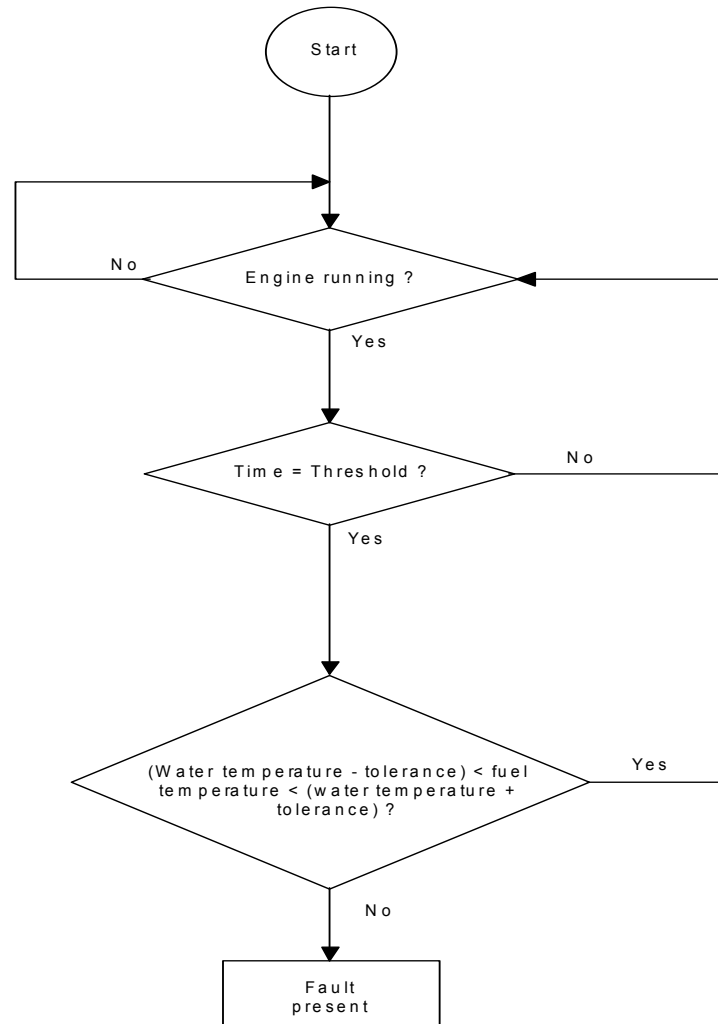 Start
No
Engine running ?
Yes
Time = Threshold ?
No
Yes
(Water temperature - tolerance) < fuel
temperature < (water temperature +
tolerance) ?
Yes
No
Fault
present